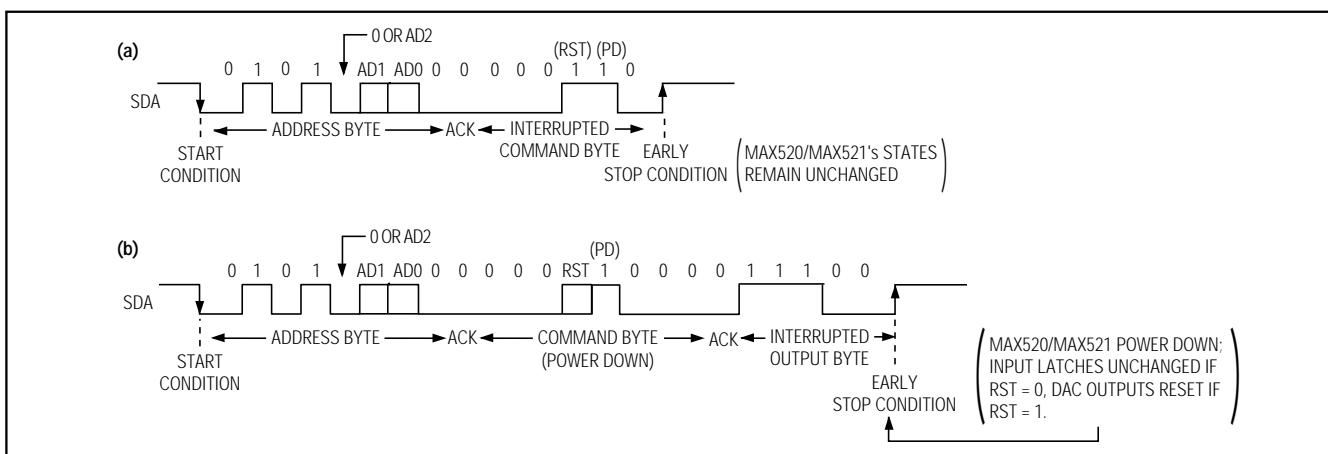 (a)
0 OR AD2
(RST) (PD)
0 1 0 1 AD1 AD0 0 0 0 0 0 1 1 0
SDA
ADDRESS BYTE ACK INTERRUPTED COMMAND BYTE
START CONDITION
EARLY STOP CONDITION
(MAX520/MAX521's STATES
REMAIN UNCHANGED)
(b)
0 OR AD2
(PD)
0 1 0 1 AD1 AD0 0 0 0 0 0 RST 1 0 0 0 0 1 1 1 0 0
SDA
ADDRESS BYTE ACK COMMAND BYTE (POWER DOWN) ACK INTERRUPTED OUTPUT BYTE
START CONDITION
EARLY STOP CONDITION
(MAX520/MAX521 POWER DOWN;
INPUT LATCHES UNCHANGED IF
RST = 0, DAC OUTPUTS RESET IF
RST = 1.)